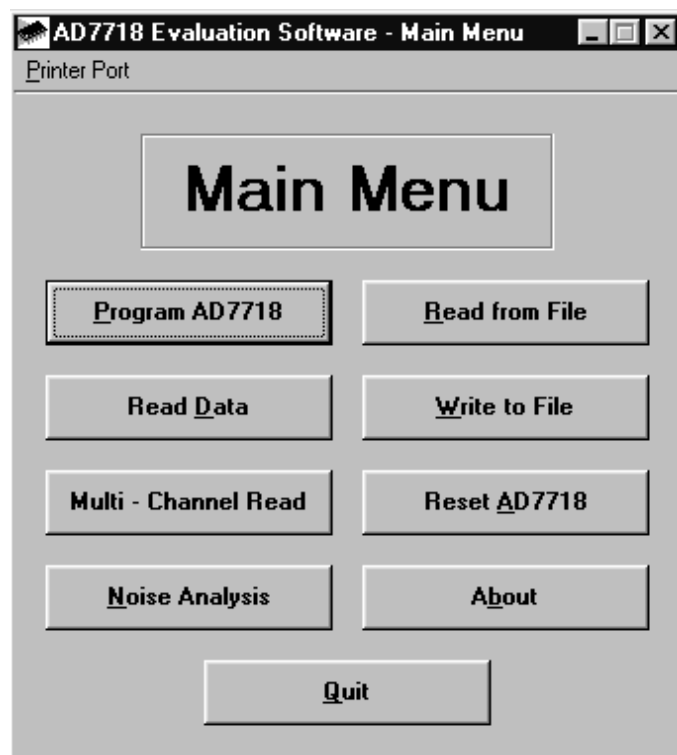 AD7718 Evaluation Software - Main Menu
Printer Port
Main Menu
Program AD7718
Read from File
Read Data
Write to File
Multi - Channel Read
Reset AD7718
Noise Analysis
About
Quit